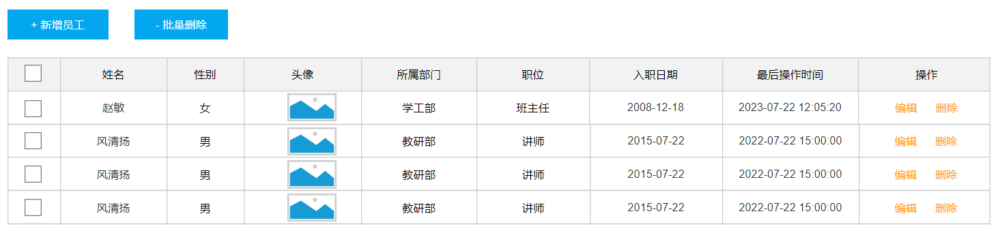 + 新增员工 - 批量删除
姓名 性别 头像 所属部门 职位 入职日期 最后操作时间 操作
赵敏 女 学工部 班主任 2008-12-18 2023-07-22 12:05:20 编辑 删除
风清扬 男 教研部 讲师 2015-07-22 2022-07-22 15:00:00 编辑 删除
风清扬 男 教研部 讲师 2015-07-22 2022-07-22 15:00:00 编辑 删除
风清扬 男 教研部 讲师 2015-07-22 2022-07-22 15:00:00 编辑 删除